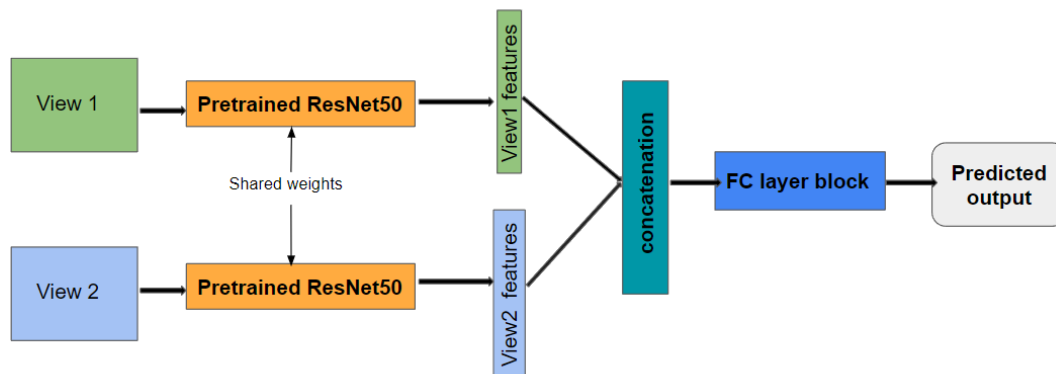 View 1
Pretrained ResNet50
View1 features
Shared weights
concatenation
FC layer block
Predicted
output
View 2
Pretrained ResNet50
View2 features